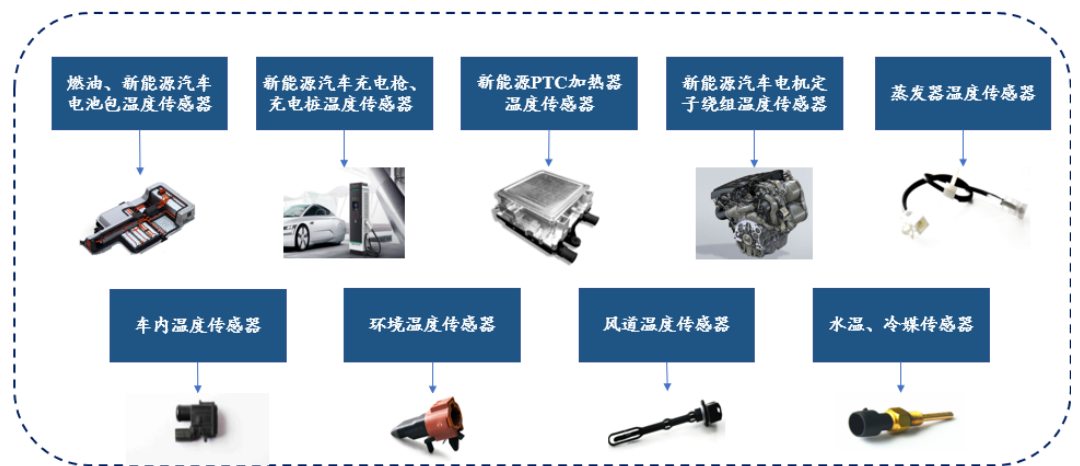 燃油、新能源汽车
电池包温度传感器
新能源汽车充电枪、
充电桩温度传感器
新能源PTC加热器
温度传感器
新能源汽车电机定
子绕组温度传感器
蒸发器温度传感器
车内温度传感器
环境温度传感器
风道温度传感器
水温、冷媒传感器